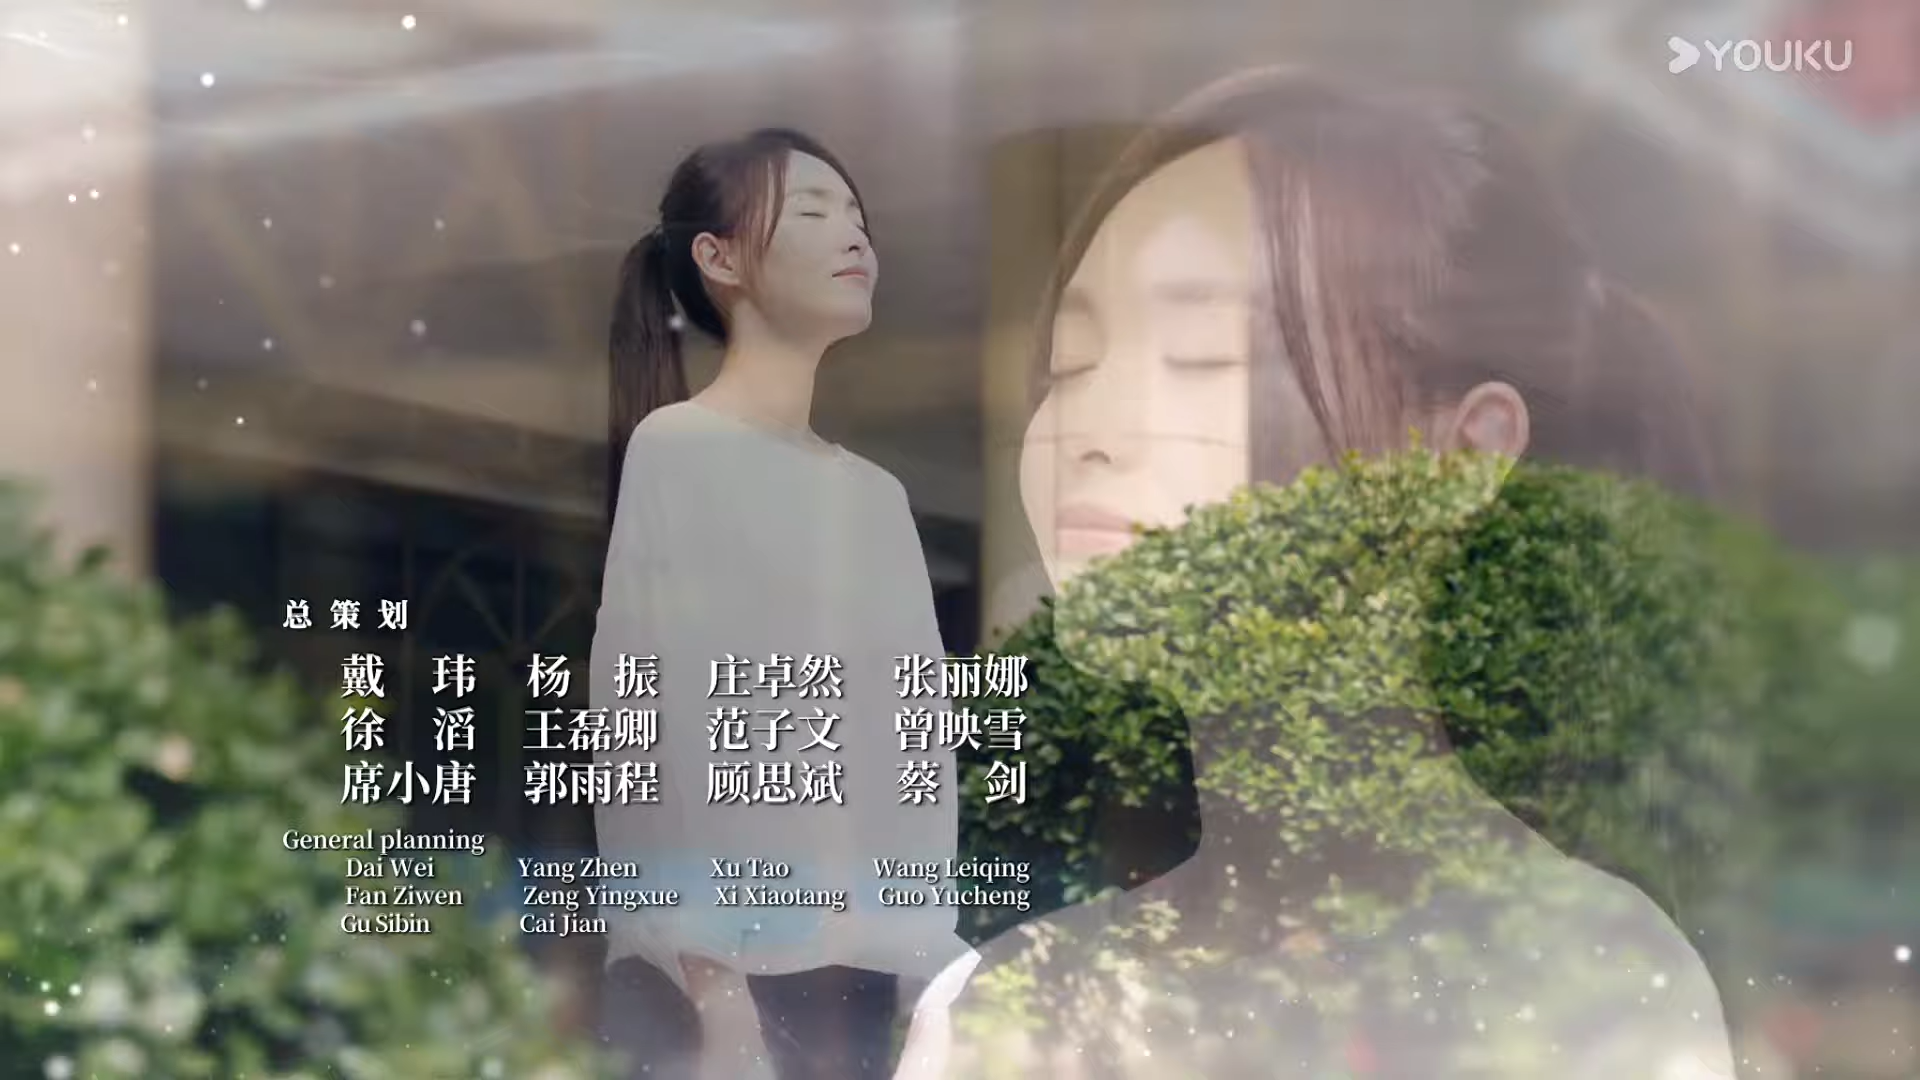 YOUKU
总策划
戴 玮 杨 振 庄卓然 张丽娜
徐 滔 王磊卿 范子文 曾映雪
席小唐 郭雨程 顾思斌 蔡 剑
General planning
Dai Wei Yang Zhen Xu Tao Wang Leiqing
Fan Ziwen Zeng Yingxue Xi Xiaotang Guo Yucheng
Gu Sibin Cai Jian